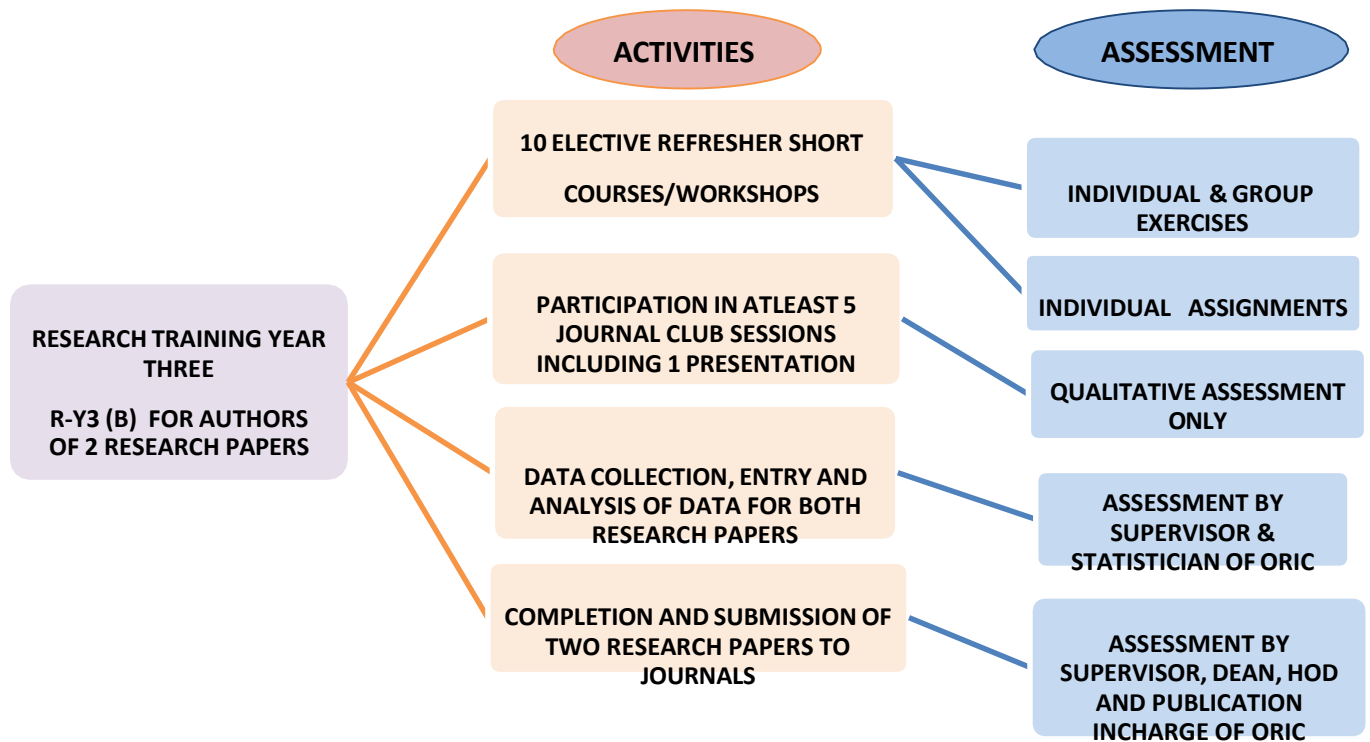 ACTIVITIES
ASSESSMENT
10 ELECTIVE REFRESHER SHORT
COURSES/WORKSHOPS
INDIVIDUAL & GROUP
EXERCISES
INDIVIDUAL ASSIGNMENTS
RESEARCH TRAINING YEAR
THREE
R-Y3 (B) FOR AUTHORS
OF 2 RESEARCH PAPERS
PARTICIPATION IN ATLEAST 5
JOURNAL CLUB SESSIONS
INCLUDING 1 PRESENTATION
QUALITATIVE ASSESSMENT
ONLY
DATA COLLECTION, ENTRY AND
ANALYSIS OF DATA FOR BOTH
RESEARCH PAPERS
ASSESSMENT BY
SUPERVISOR &
STATISTICIAN OF ORIC
COMPLETION AND SUBMISSION OF
TWO RESEARCH PAPERS TO
JOURNALS
ASSESSMENT BY
SUPERVISOR, DEAN, HOD
AND PUBLICATION
INCHARGE OF ORIC